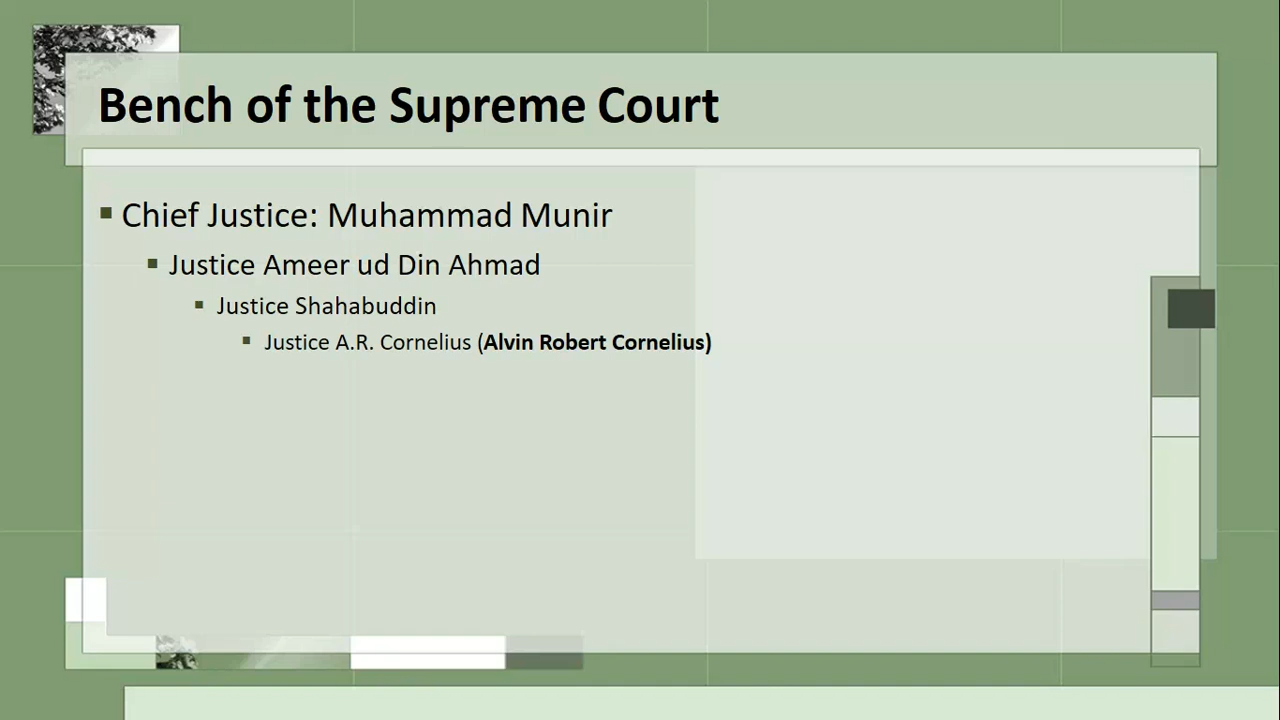 Bench of the Supreme Court
Chief Justice: Muhammad Munir
Justice Ameer ud Din Ahmad
Justice Shahabuddin
Justice A.R. Cornelius (Alvin Robert Cornelius)